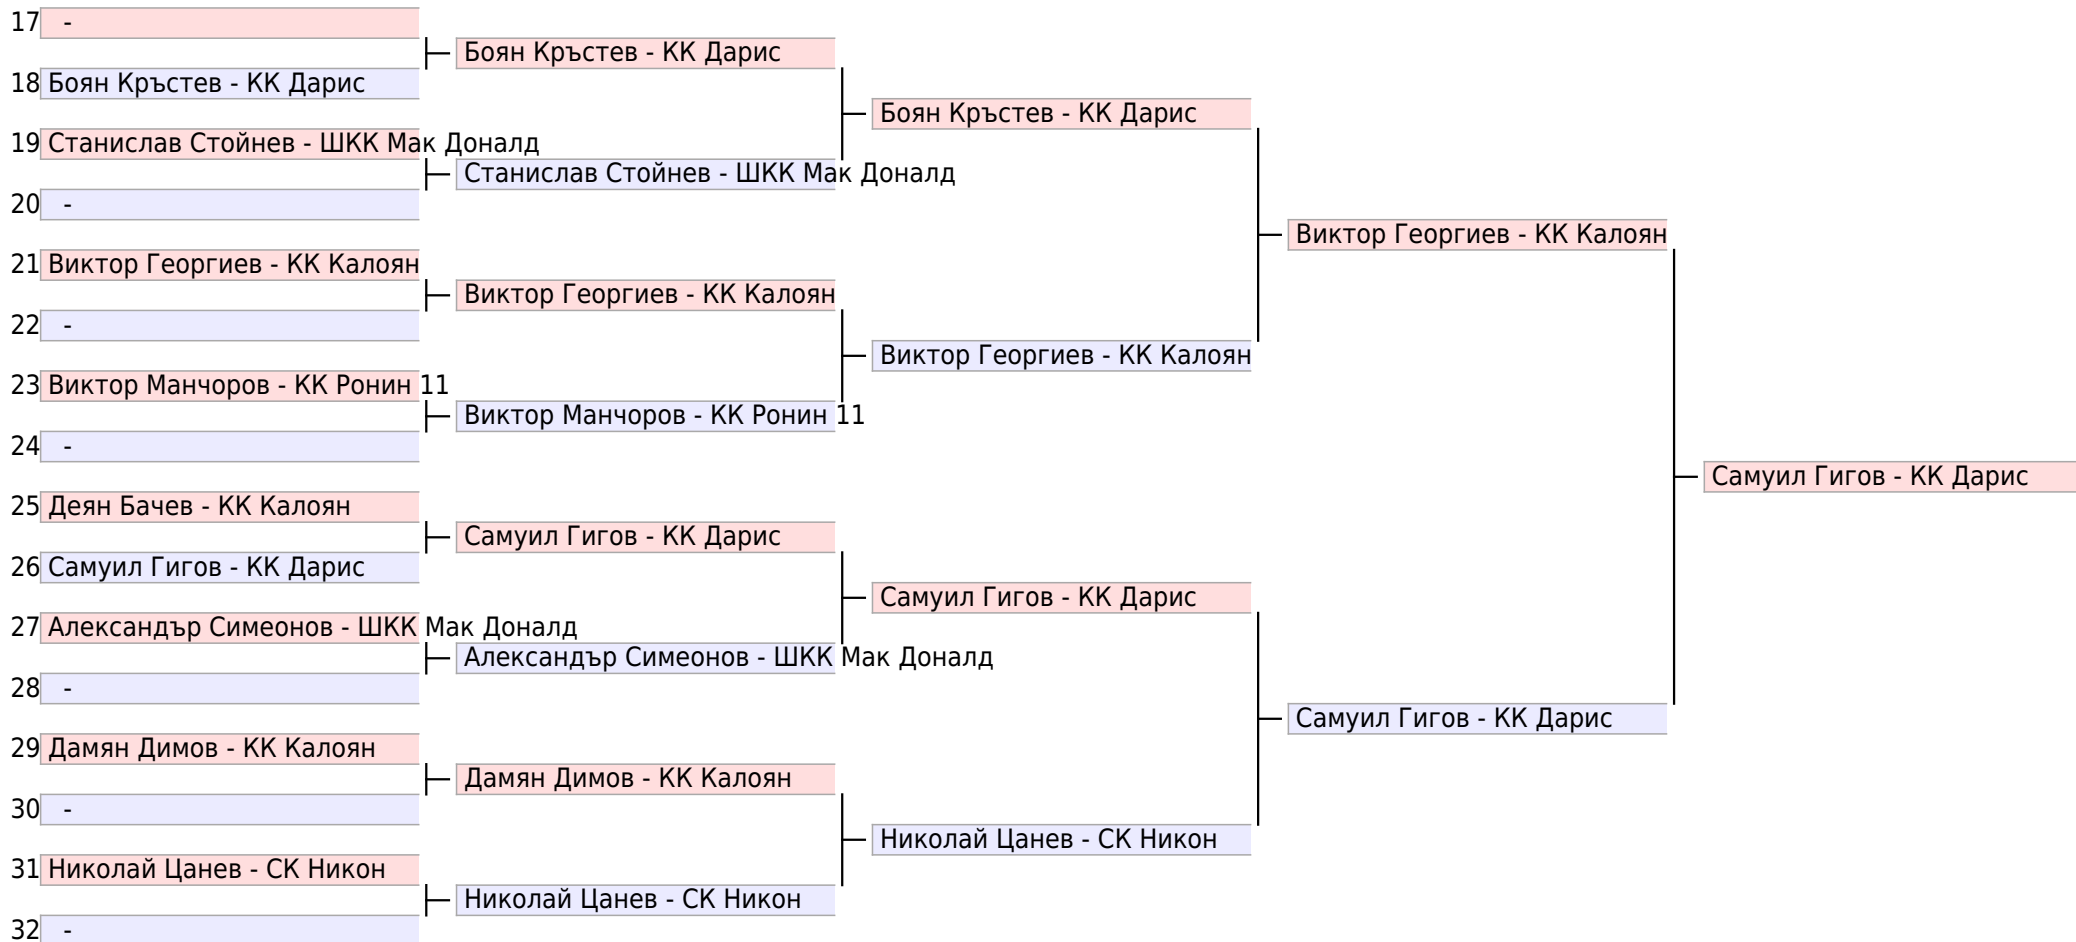 17 -
Боян Кръстев - КК Дарис
18 Боян Кръстев - КК Дарис
Боян Кръстев - КК Дарис
19 Станислав Стойнев - ШКК Мак Доналд
Станислав Стойнев - ШКК Мак Доналд
20 -
Виктор Георгиев - КК Калоян
21 Виктор Георгиев - КК Калоян
Виктор Георгиев - КК Калоян
22 -
Виктор Георгиев - КК Калоян
23 Виктор Манчоров - КК Ронин 11
Виктор Манчоров - КК Ронин 11
24 -
Самуил Гигов - КК Дарис
25 Деян Бачев - КК Калоян
Самуил Гигов - КК Дарис
26 Самуил Гигов - КК Дарис
Самуил Гигов - КК Дарис
27 Александър Симеонов - ШКК Мак Доналд
Александър Симеонов - ШКК Мак Доналд
28 -
Самуил Гигов - КК Дарис
29 Дамян Димов - КК Калоян
Дамян Димов - КК Калоян
30 -
Николай Цанев - СК Никон
31 Николай Цанев - СК Никон
Николай Цанев - СК Никон
32 -